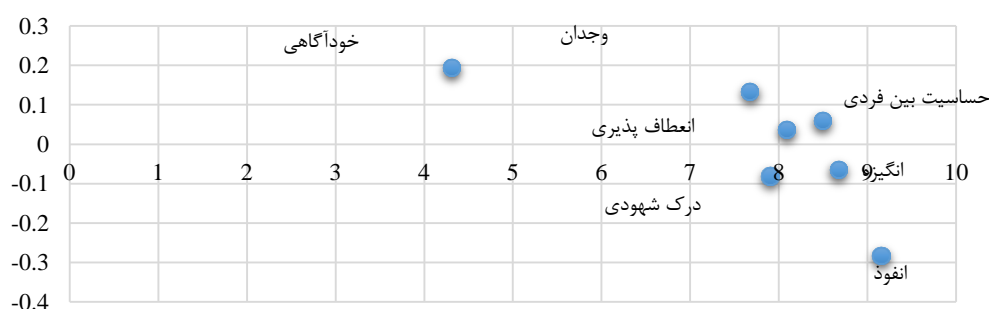 0.3
وجدان
خودآگاهی
0.2
حساسیت بین فردی
0.1
انعطاف پذیری
0
0 1 2 3 4 5 6 7 8 9 10
انگیزه
-0.1
درک شهودی
-0.2
-0.3
انفوذ
-0.4